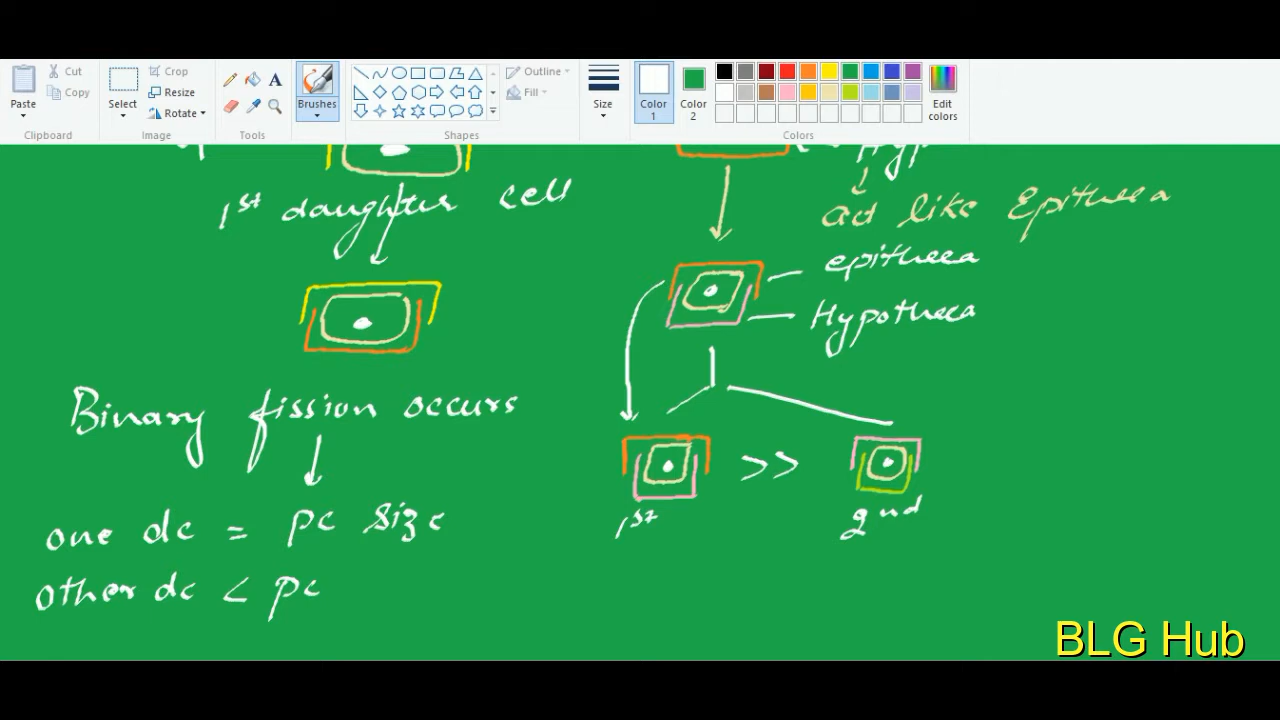 Paste
Cut
Copy
Clipboard
Select
Crop
Resize
Rotate
Image
Tools
Brushes
Shapes
Outline
Fill
Size
Color 1
Color 2
Edit colors
Colors
1st daughter cell
Binary fission occurs
one dc = pc size
other dc < pc
Hyp
act like Epitheca
epitheca
Hypotheca
>>
1st
2nd
BLG Hub